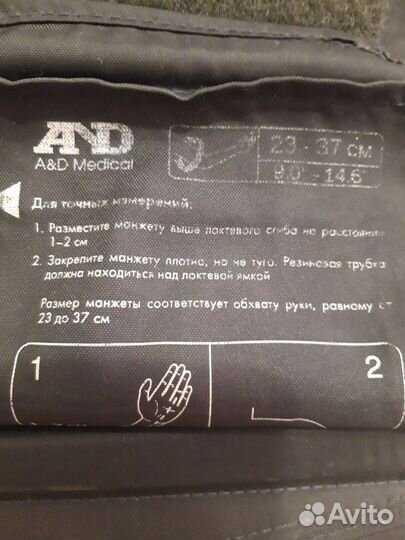 AND
A&D Medical
23 - 37 см
9.0" - 14.6"
Для точных измерений:
1. Разместите манжету выше локтевого сгиба на расстоянии
1-2 см
2. Закрепите манжету плотно, но не туго. Резиновая трубка
должна находиться над локтевой ямкой
Размер манжеты соответствует обхвату руки, равному от
23 до 37 см
1
2
Avito